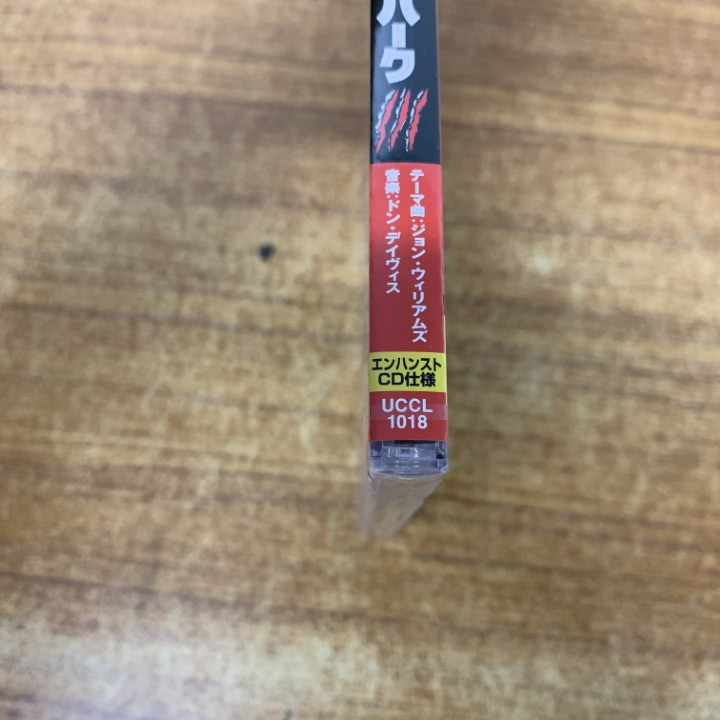 パーク
テーマ曲:ジョン・ウィリアムズ
音楽:ドン・デイヴィス
エンハンスト
CD仕様
UCCL
1018